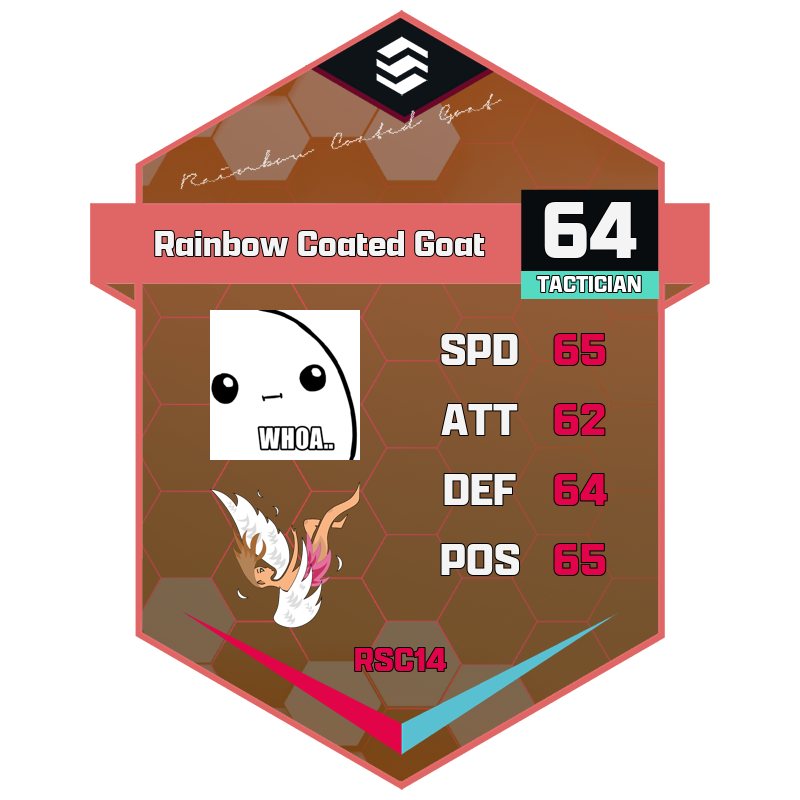 Rainbow Coated Goat
Rainbow Coated Goat
64
TACTICIAN
SPD 65
ATT 62
WHOA..
DEF 64
POS 65
RSC14